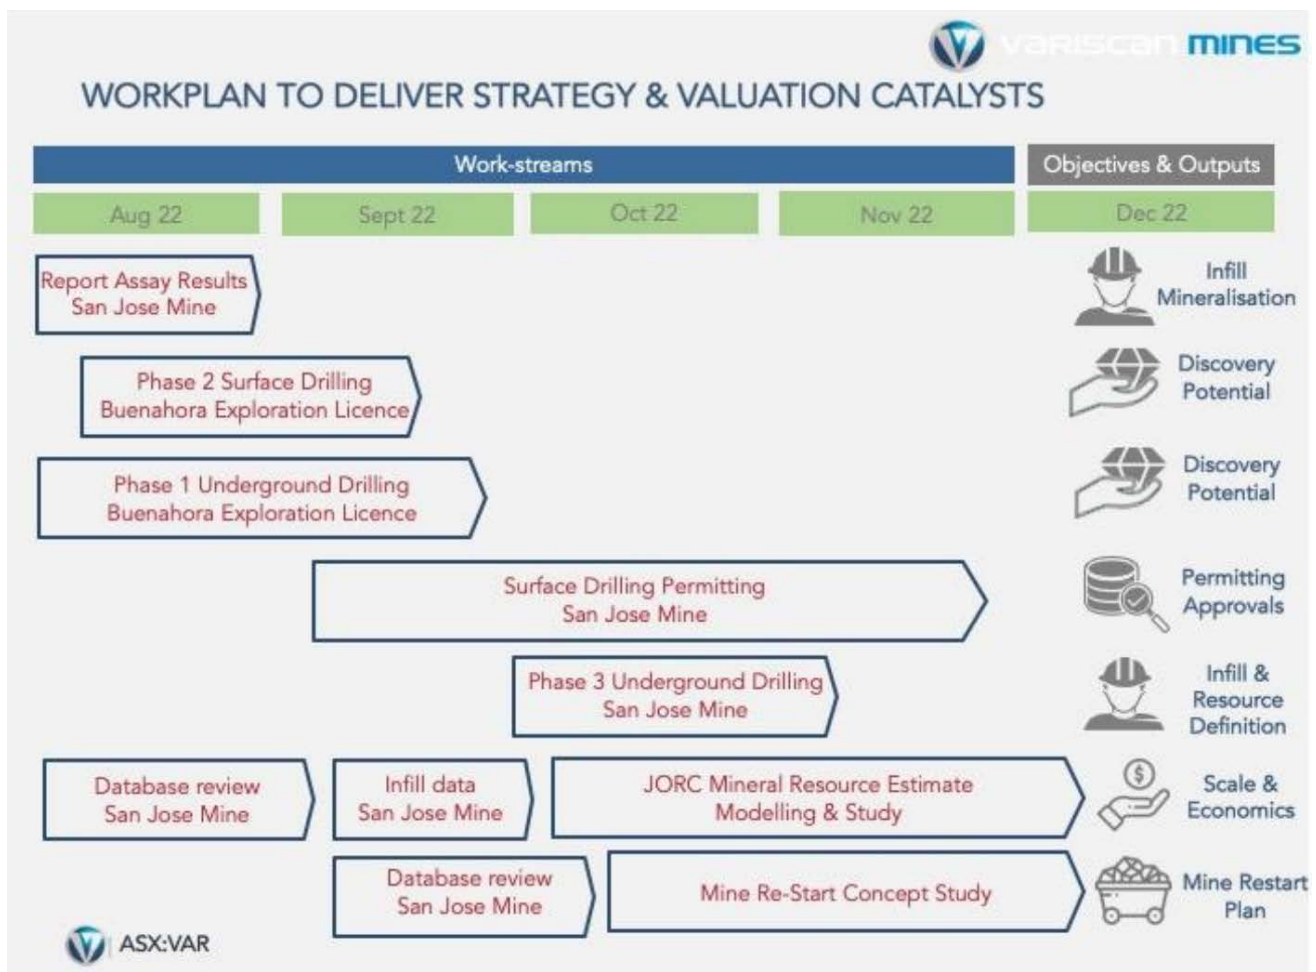 VARISCAN MINES
WORKPLAN TO DELIVER STRATEGY & VALUATION CATALYSTS
Work-streams
Objectives & Outputs
Aug 22
Sept 22
Oct 22
Nov 22
Dec 22
Report Assay Results
San Jose Mine
Infill
Mineralisation
Phase 2 Surface Drilling
Buenahora Exploration Licence
Discovery
Potential
Phase 1 Underground Drilling
Buenahora Exploration Licence
Discovery
Potential
Surface Drilling Permitting
San Jose Mine
Permitting
Approvals
Phase 3 Underground Drilling
San Jose Mine
Infill &
Resource
Definition
Database review
San Jose Mine
Infill data
San Jose Mine
JORC Mineral Resource Estimate
Modelling & Study
$
Scale &
Economics
Database review
San Jose Mine
Mine Re-Start Concept Study
Mine Restart
Plan
ASX:VAR